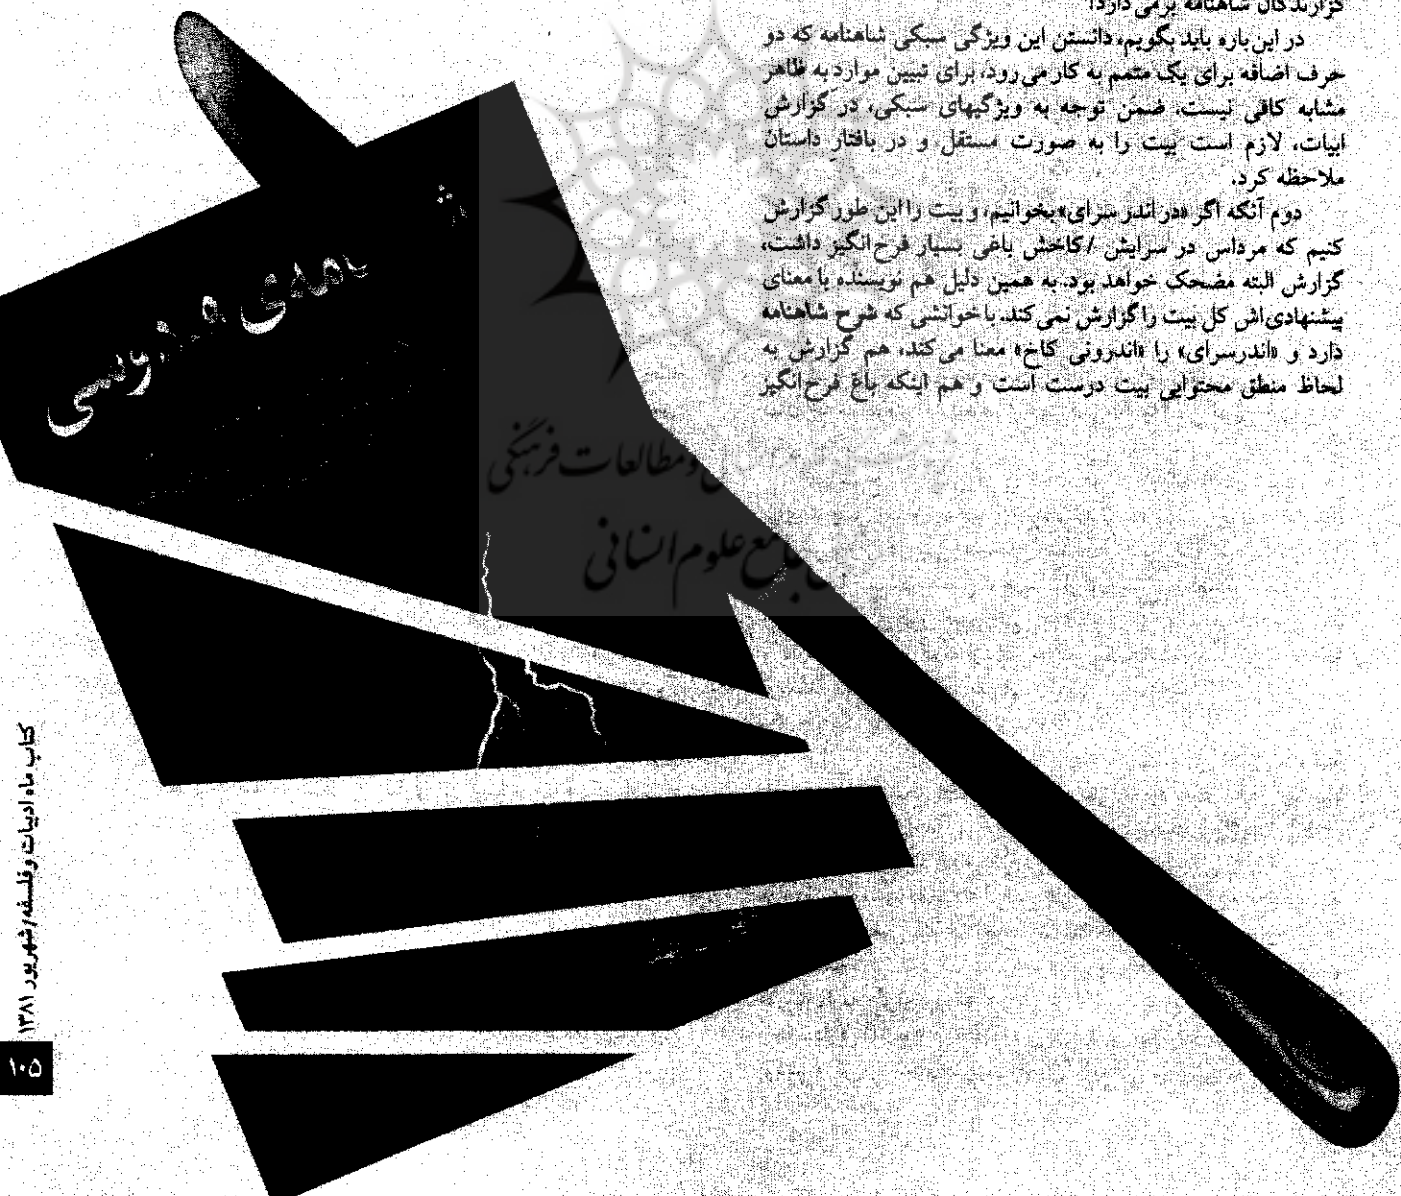 گزارندگان شاهنامه برمی‌دارد!
در این باره باید بگویم، دانستن این ویژگی سبکی شاهنامه که دو
حرف اضافه برای یک متمم به کار می‌رود، برای تبیین موارد به ظاهر
مشابه کافی نیست. ضمن توجه به ویژگیهای سبکی، در گزارش
ابیات، لازم است بیت را به صورت مستقل و در بافتار داستان
ملاحظه کرد.
دوم آنکه اگر «در اندر سرای» بخوانیم، و بیت را این طور گزارش
کنیم که مرداس در سرایش / کاخش باغی بسیار فرح‌انگیز داشت،
گزارش البته مضحک خواهد بود. به همین دلیل هم نویسنده با معنای
پیشنهادی‌اش کل بیت را گزارش نمی‌کند. با خوانشی که شرح شاهنامه
دارد و «اندرسرای» را «اندرونی کاخ» معنا می‌کند، هم گزارش به
لحاظ منطق محتوایی بیت درست است و هم اینکه باغ فرح‌انگیز
ومطالعات فرهنگی
جامع علوم انسانی
کتاب ماه ادبیات و فلسفه / شهریور ۱۳۸۱
۱۰۵